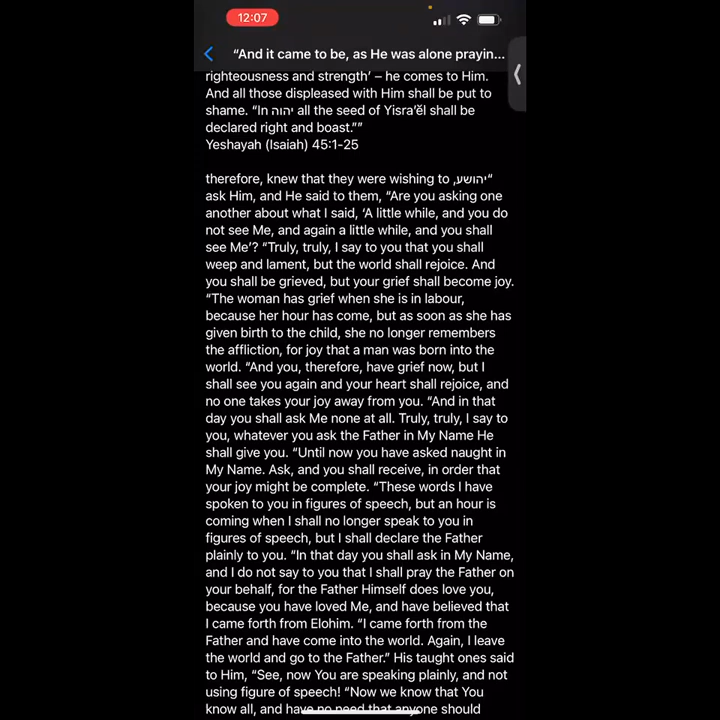 12:07
“And it came to be, as He was alone prayin...
righteousness and strength’ – he comes to Him.
And all those displeased with Him shall be put to
shame. “In יהוה all the seed of Yisra’ĕl shall be
declared right and boast.””
Yeshayah (Isaiah) 45:1-25
therefore, knew that they were wishing to ,יהושע“
ask Him, and He said to them, “Are you asking one
another about what I said, ‘A little while, and you do
not see Me, and again a little while, and you shall
see Me’? “Truly, truly, I say to you that you shall
weep and lament, but the world shall rejoice. And
you shall be grieved, but your grief shall become joy.
“The woman has grief when she is in labour,
because her hour has come, but as soon as she has
given birth to the child, she no longer remembers
the affliction, for joy that a man was born into the
world. “And you, therefore, have grief now, but I
shall see you again and your heart shall rejoice, and
no one takes your joy away from you. “And in that
day you shall ask Me none at all. Truly, truly, I say to
you, whatever you ask the Father in My Name He
shall give you. “Until now you have asked naught in
My Name. Ask, and you shall receive, in order that
your joy might be complete. “These words I have
spoken to you in figures of speech, but an hour is
coming when I shall no longer speak to you in
figures of speech, but I shall declare the Father
plainly to you. “In that day you shall ask in My Name,
and I do not say to you that I shall pray the Father on
your behalf, for the Father Himself does love you,
because you have loved Me, and have believed that
I came forth from Elohim. “I came forth from the
Father and have come into the world. Again, I leave
the world and go to the Father.” His taught ones said
to Him, “See, now You are speaking plainly, and not
using figure of speech! “Now we know that You
know all, and have no need that anyone should